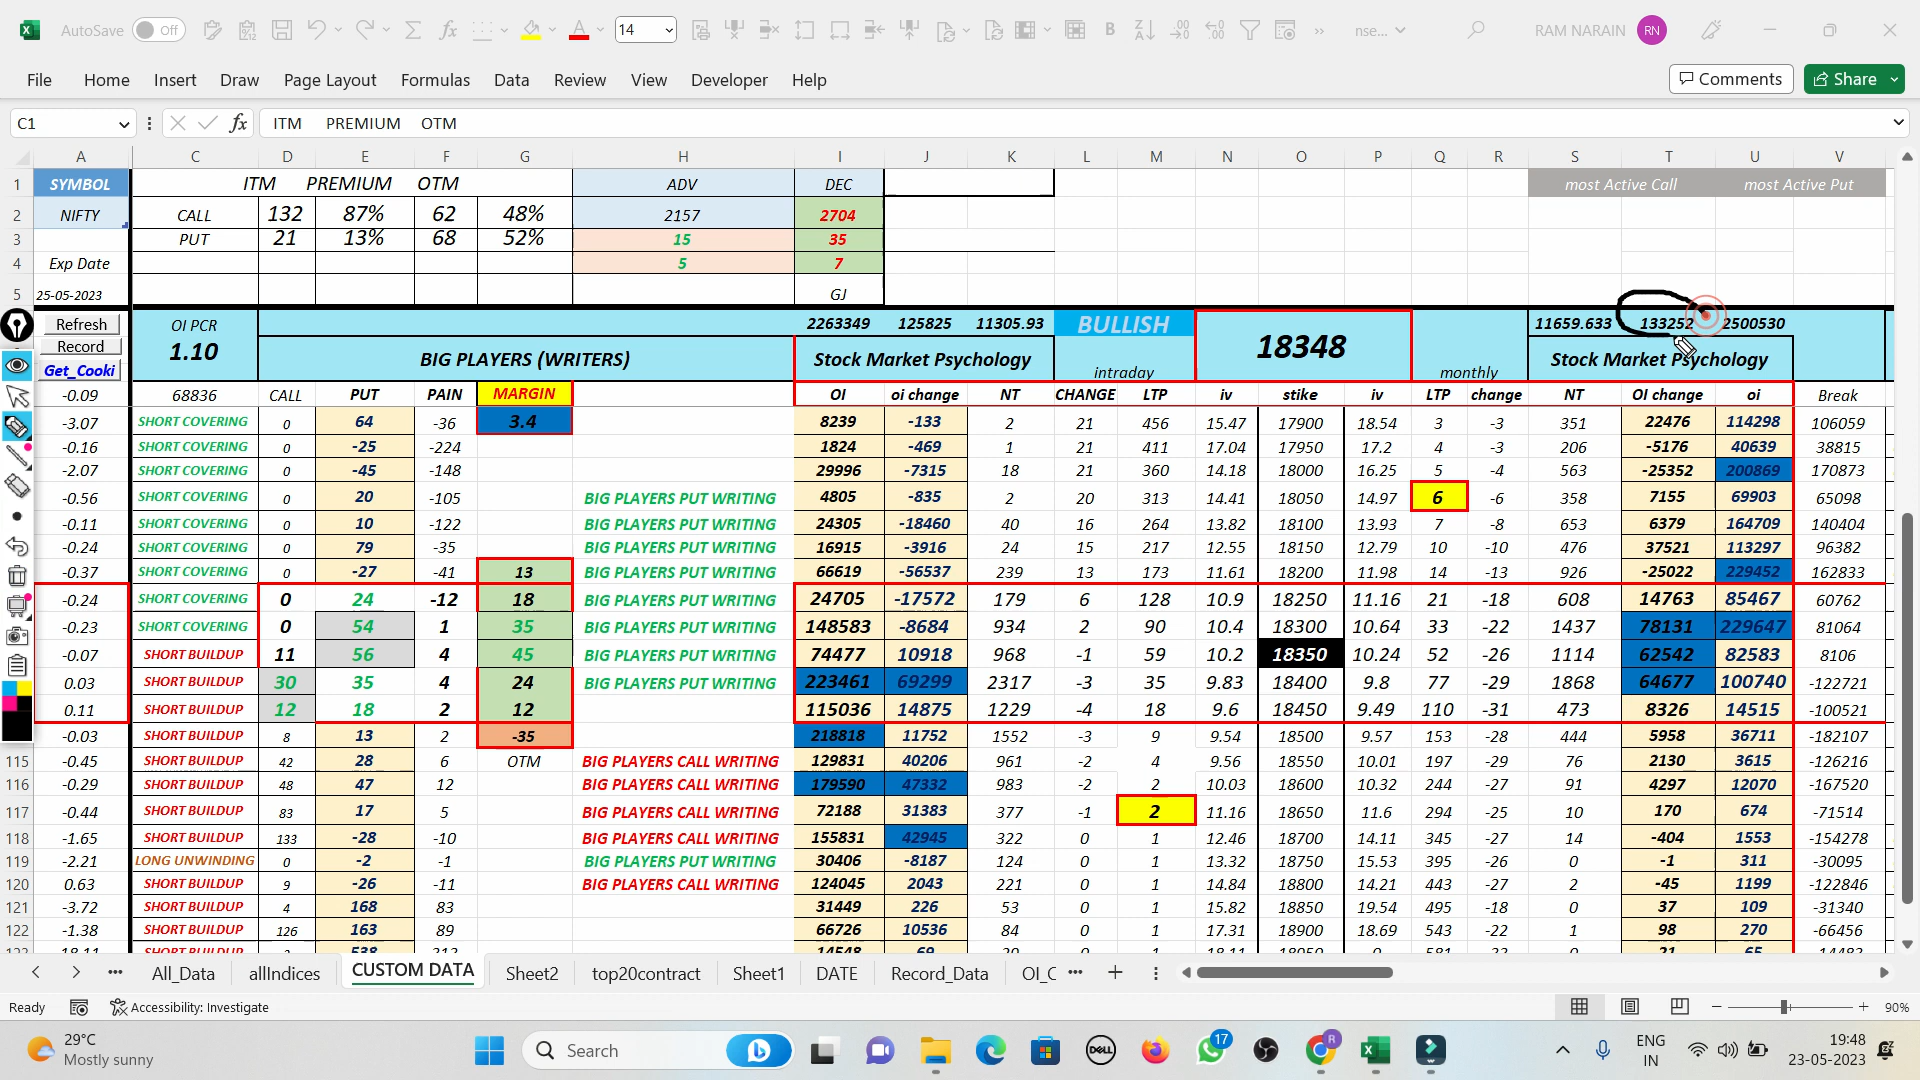 AutoSave Off 14 nse... RAM NARAIN RN
File Home Insert Draw Page Layout Formulas Data Review View Developer Help Comments Share
C1 fx ITM PREMIUM OTM
A C D E F G H I J K L M N O P Q R S T U V
1 SYMBOL ITM PREMIUM OTM ADV DEC most Active Call most Active Put
2 NIFTY CALL 132 87% 62 48% 2157 2704
3 PUT 21 13% 68 52% 15 35
4 Exp Date 5 7
5 25-05-2023 GJ
Refresh OI PCR 2263349 125825 11305.93 BULLISH 18348 11659.633 133252 2500530
Record 1.10 BIG PLAYERS (WRITERS) Stock Market Psychology Stock Market Psychology
Get_Cooki intraday monthly
-0.09 68836 CALL PUT PAIN MARGIN OI oi change NT CHANGE LTP iv stike iv LTP change NT OI change oi Break
-3.07 SHORT COVERING 0 64 -36 3.4 8239 -133 2 21 456 15.47 17900 18.54 3 -3 351 22476 114298 106059
-0.16 SHORT COVERING 0 -25 -224 1824 -469 1 21 411 17.04 17950 17.2 4 -3 206 -5176 40639 38815
-2.07 SHORT COVERING 0 -45 -148 29996 -7315 18 21 360 14.18 18000 16.25 5 -4 563 -25352 200869 170873
-0.56 SHORT COVERING 0 20 -105 BIG PLAYERS PUT WRITING 4805 -835 2 20 313 14.41 18050 14.97 6 -6 358 7155 69903 65098
-0.11 SHORT COVERING 0 10 -122 BIG PLAYERS PUT WRITING 24305 -18460 40 16 264 13.82 18100 13.93 7 -8 653 6379 164709 140404
-0.24 SHORT COVERING 0 79 -35 BIG PLAYERS PUT WRITING 16915 -3916 24 15 217 12.55 18150 12.79 10 -10 476 37521 113297 96382
-0.37 SHORT COVERING 0 -27 -41 13 BIG PLAYERS PUT WRITING 66619 -56537 239 13 173 11.61 18200 11.98 14 -13 926 -25022 229452 162833
-0.24 SHORT COVERING 0 24 -12 18 BIG PLAYERS PUT WRITING 24705 -17572 179 6 128 10.9 18250 11.16 21 -18 608 14763 85467 60762
-0.23 SHORT COVERING 0 54 1 35 BIG PLAYERS PUT WRITING 148583 -8684 934 2 90 10.4 18300 10.64 33 -22 1437 78131 229647 81064
-0.07 SHORT BUILDUP 11 56 4 45 BIG PLAYERS PUT WRITING 74477 10918 968 -1 59 10.2 18350 10.24 52 -26 1114 62542 82583 8106
0.03 SHORT BUILDUP 30 35 4 24 BIG PLAYERS PUT WRITING 223461 69299 2317 -3 35 9.83 18400 9.8 77 -29 1868 64677 100740 -122721
0.11 SHORT BUILDUP 12 18 2 12 115036 14875 1229 -4 18 9.6 18450 9.49 110 -31 473 8326 14515 -100521
-0.03 SHORT BUILDUP 8 13 2 -35 218818 11752 1552 -3 9 9.54 18500 9.57 153 -28 444 5958 36711 -182107
115 -0.45 SHORT BUILDUP 42 28 6 OTM BIG PLAYERS CALL WRITING 129831 40206 961 -2 4 9.56 18550 10.01 197 -29 76 2130 3615 -126216
116 -0.29 SHORT BUILDUP 48 47 12 BIG PLAYERS CALL WRITING 179590 47332 983 -2 2 10.03 18600 10.32 244 -27 91 4297 12070 -167520
117 -0.44 SHORT BUILDUP 83 17 5 BIG PLAYERS CALL WRITING 72188 31383 377 -1 2 11.16 18650 11.6 294 -25 10 170 674 -71514
118 -1.65 SHORT BUILDUP 133 -28 -10 BIG PLAYERS CALL WRITING 155831 42945 322 0 1 12.46 18700 14.11 345 -27 14 -404 1553 -154278
119 -2.21 LONG UNWINDING 0 -2 -1 BIG PLAYERS PUT WRITING 30406 -8187 124 0 1 13.32 18750 15.53 395 -26 0 -1 311 -30095
120 0.63 SHORT BUILDUP 9 -26 -11 BIG PLAYERS CALL WRITING 124045 2043 221 0 1 14.84 18800 14.21 443 -27 2 -45 1199 -122846
121 -3.72 SHORT BUILDUP 4 168 83 31449 226 53 0 1 15.82 18850 19.54 495 -18 0 37 109 -31340
122 -1.38 SHORT BUILDUP 126 163 89 66726 10536 84 0 1 17.31 18900 18.69 543 -22 1 98 270 -66456
All_Data allIndices CUSTOM DATA Sheet2 top20contract Sheet1 DATE Record_Data OI_C
Ready Accessibility: Investigate 90%
29°C Mostly sunny Search DELL 17 ENG IN 19:48 23-05-2023